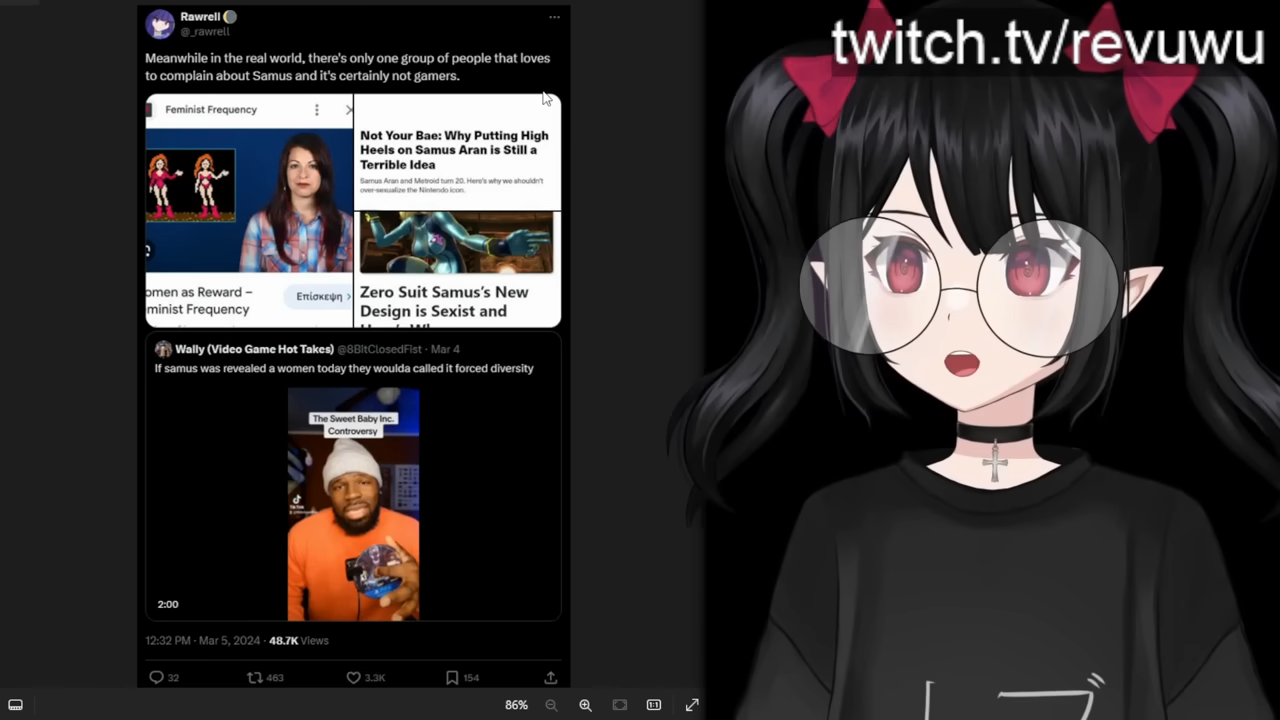 Rawrell
@_rawrell
Meanwhile in the real world, there's only one group of people that loves
to complain about Samus and it's certainly not gamers.
Feminist Frequency
omen as Reward –
minist Frequency
Επίσκεψη
Not Your Bae: Why Putting High
Heels on Samus Aran is Still a
Terrible Idea
Samus Aran and Metroid turn 20. Here's why we shouldn't
over-sexualize the Nintendo icon.
Zero Suit Samus's New
Design is Sexist and
Wally (Video Game Hot Takes) @8BitClosedFist · Mar 4
If samus was revealed a women today they woulda called it forced diversity
The Sweet Baby Inc.
Controversy
TikTok
2:00
12:32 PM · Mar 5, 2024 · 48.7K Views
32
463
3.3K
154
86%
1:1
twitch.tv/revuwu